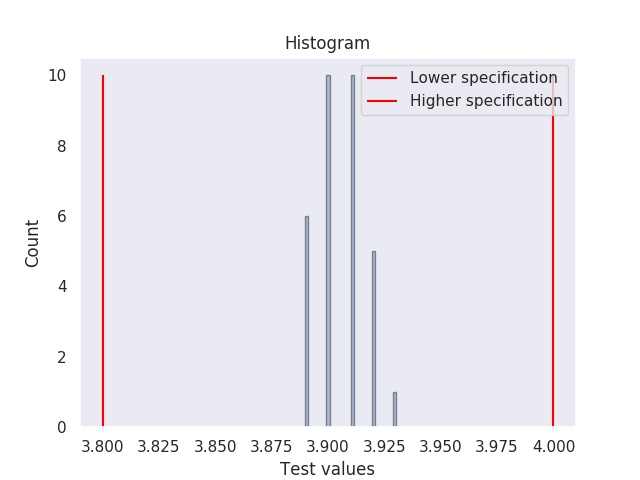 Histogram
Lower specification
Higher specification
10
8
6
4
2
0
Count
3.800 3.825 3.850 3.875 3.900 3.925 3.950 3.975 4.000
Test values